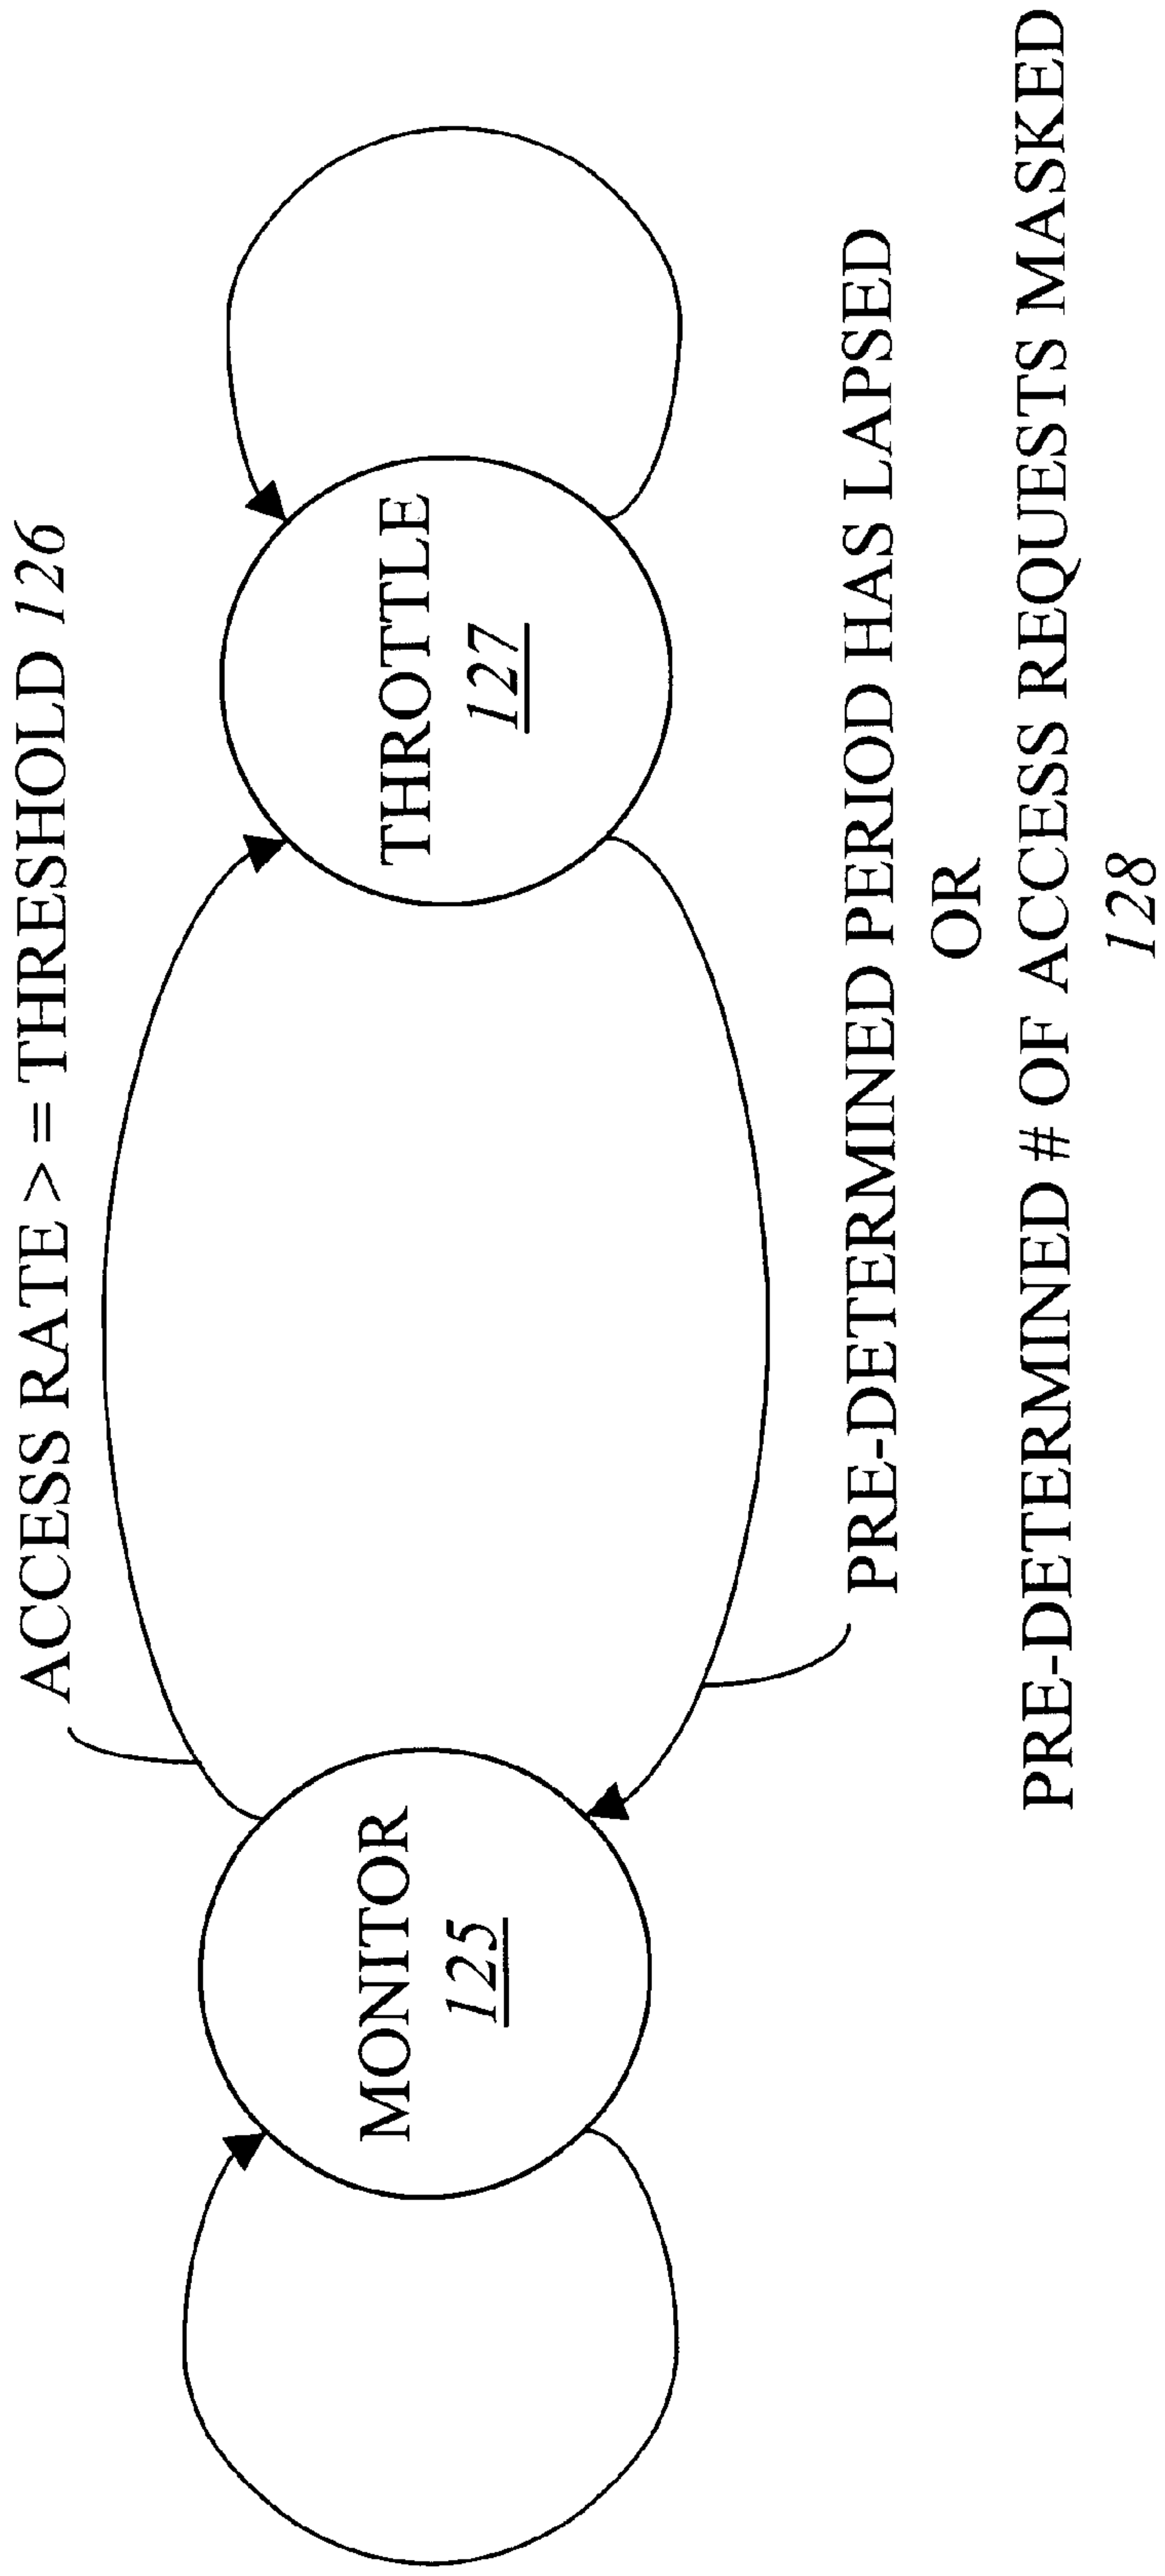 ACCESS RATE > = THRESHOLD 126
MONITOR
125
THROTTLE
127
PRE-DETERMINED PERIOD HAS LAPSED
OR
PRE-DETERMINED # OF ACCESS REQUESTS MASKED
128